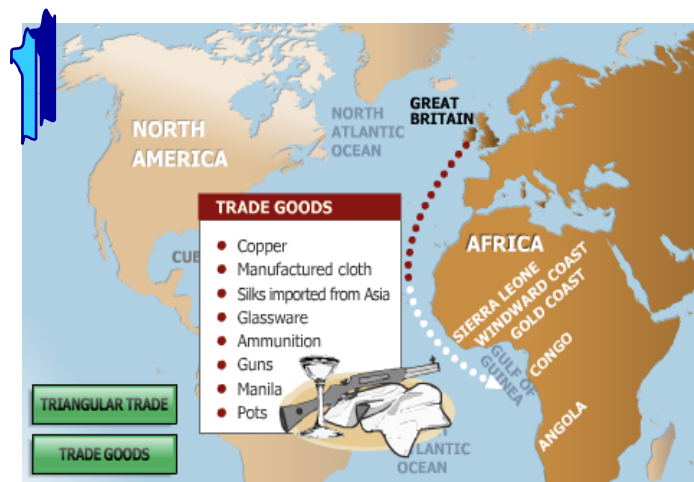 1
NORTH
AMERICA
NORTH
ATLANTIC
OCEAN
GREAT
BRITAIN
TRADE GOODS
Copper
Manufactured cloth
Silks imported from Asia
Glassware
Ammunition
Guns
Manila
Pots
AFRICA
SIERRA LEONE
WINDWARD COAST
GOLD COAST
GULF OF
GUINEA
CONGO
ANGOLA
ATLANTIC
OCEAN
TRIANGULAR TRADE
TRADE GOODS